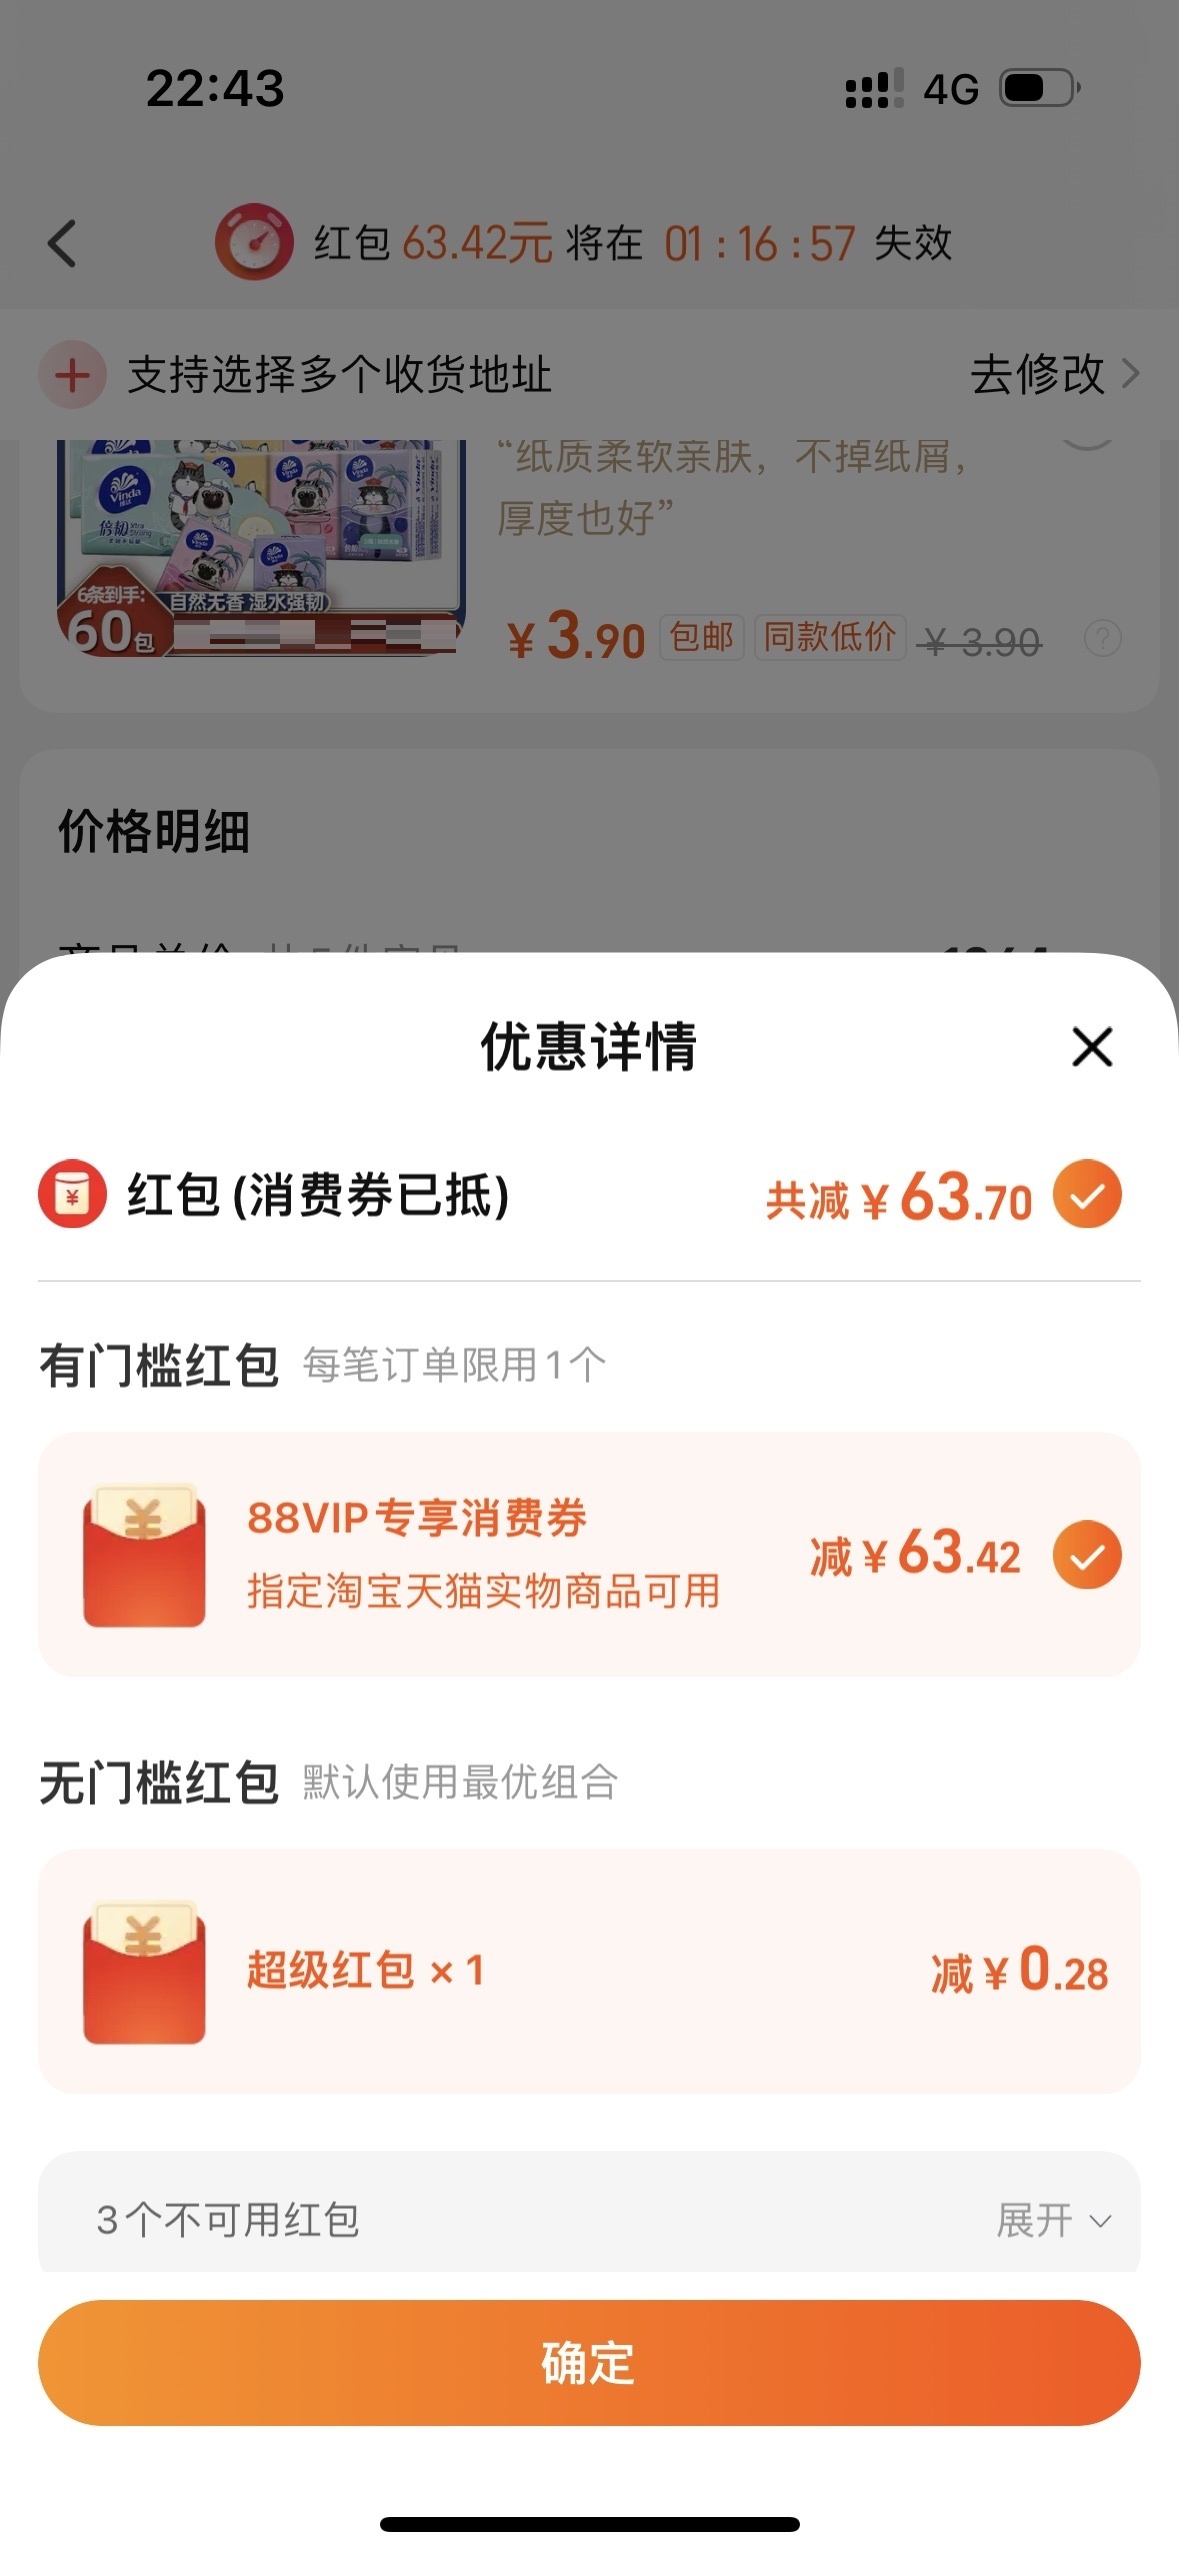 22:43
4G
红包 63.42元 将在 01 : 16 : 57 失效
支持选择多个收货地址
去修改
“纸质柔软亲肤，不掉纸屑，
厚度也好”
Vinda
倍韧
6条到手:
自然无香 湿水强韧
60包
¥3.90 包邮 同款低价 ¥3.90 ?
价格明细
优惠详情
红包 (消费券已抵)
共减 ¥63.70
有门槛红包 每笔订单限用1个
88VIP专享消费券
指定淘宝天猫实物商品可用
减 ¥63.42
无门槛红包 默认使用最优组合
超级红包 × 1
减 ¥0.28
3个不可用红包
展开
确定